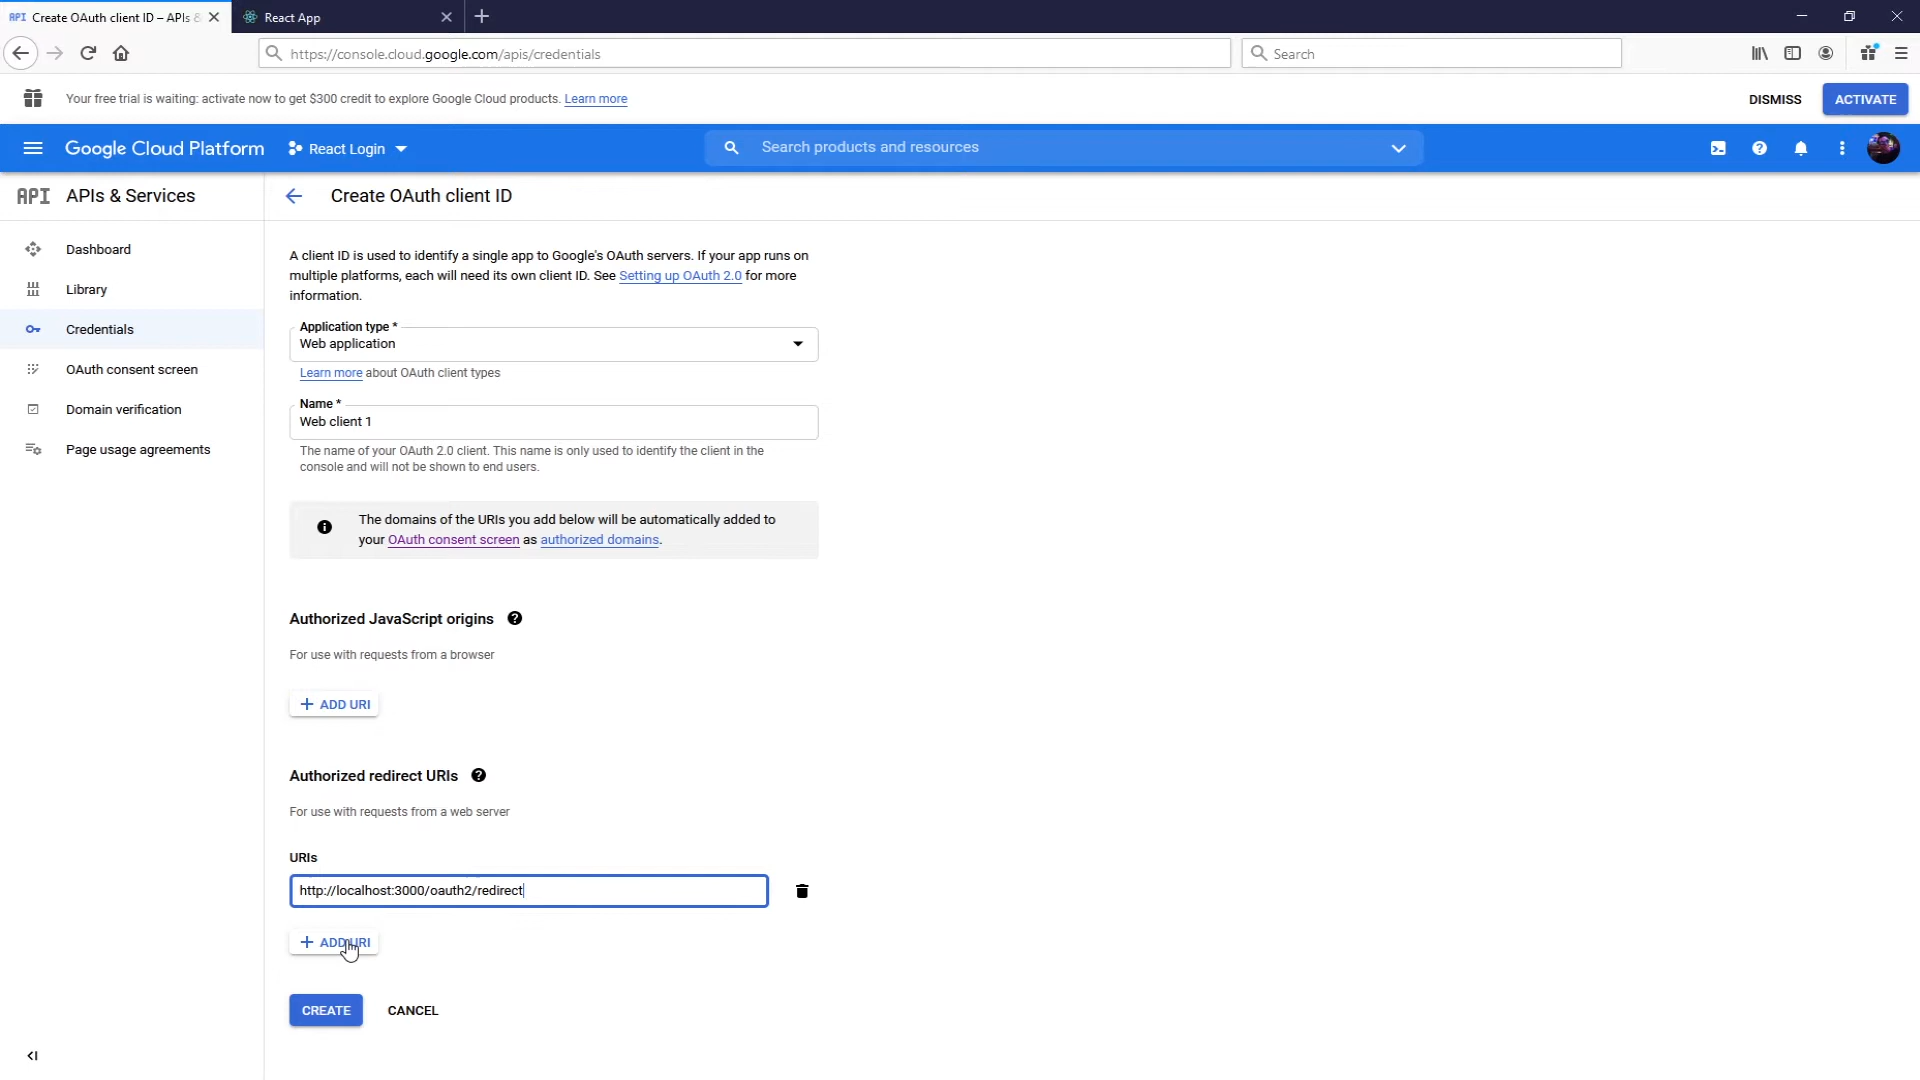 API Create OAuth client ID – APIs &
React App
https://console.cloud.google.com/apis/credentials
Search
Your free trial is waiting: activate now to get $300 credit to explore Google Cloud products. Learn more
DISMISS
ACTIVATE
Google Cloud Platform
React Login
Search products and resources
API APIs & Services
Create OAuth client ID
Dashboard
Library
Credentials
OAuth consent screen
Domain verification
Page usage agreements
A client ID is used to identify a single app to Google's OAuth servers. If your app runs on
multiple platforms, each will need its own client ID. See Setting up OAuth 2.0 for more
information.
Application type *
Web application
Learn more about OAuth client types
Name *
Web client 1
The name of your OAuth 2.0 client. This name is only used to identify the client in the
console and will not be shown to end users.
The domains of the URIs you add below will be automatically added to
your OAuth consent screen as authorized domains.
Authorized JavaScript origins
For use with requests from a browser
+ ADD URI
Authorized redirect URIs
For use with requests from a web server
URIs
http://localhost:3000/oauth2/redirect
+ ADD URI
CREATE
CANCEL